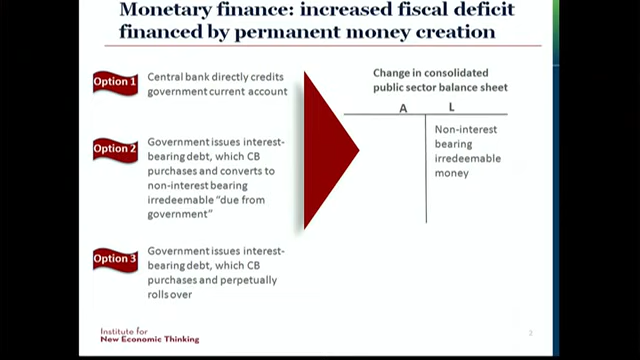 Monetary finance: increased fiscal deficit
financed by permanent money creation
Option 1
Central bank directly credits
government current account
Option 2
Government issues interest-
bearing debt, which CB
purchases and converts to
non-interest bearing
irredeemable "due from
government"
Option 3
Government issues interest-
bearing debt, which CB
purchases and perpetually
rolls over
Change in consolidated
public sector balance sheet
A L
Non-interest
bearing
irredeemable
money
Institute for
New Economic Thinking
2